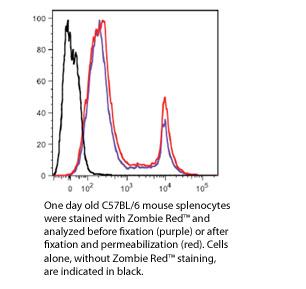 100
80
60
40
20
0
0 10² 10³ 10⁴ 10⁵
One day old C57BL/6 mouse splenocytes
were stained with Zombie Red™ and
analyzed before fixation (purple) or after
fixation and permeabilization (red). Cells
alone, without Zombie Red™ staining,
are indicated in black.